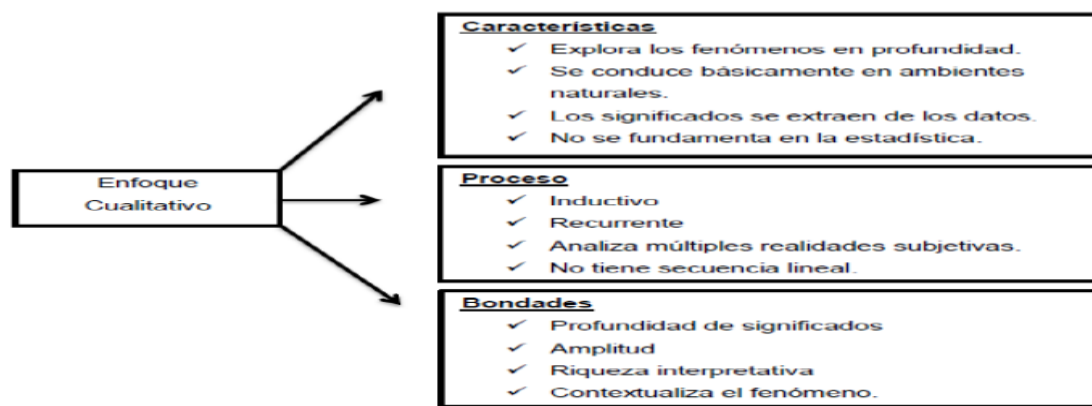 Enfoque
Cualitativo
Características
✓ Explora los fenómenos en profundidad.
✓ Se conduce básicamente en ambientes
naturales.
✓ Los significados se extraen de los datos.
✓ No se fundamenta en la estadística.
Proceso
✓ Inductivo
✓ Recurrente
✓ Analiza múltiples realidades subjetivas.
✓ No tiene secuencia lineal.
Bondades
✓ Profundidad de significados
✓ Amplitud
✓ Riqueza interpretativa
✓ Contextualiza el fenómeno.